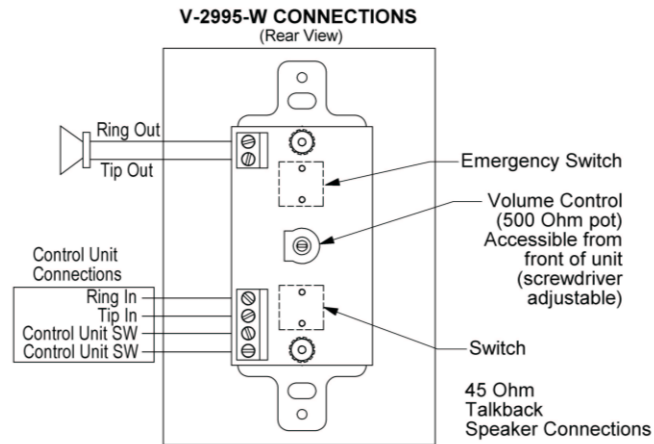 V-2995-W CONNECTIONS
(Rear View)
Ring Out
Tip Out
Emergency Switch
Volume Control
(500 Ohm pot)
Accessible from
front of unit
(screwdriver
adjustable)
Control Unit
Connections
Ring In
Tip In
Control Unit SW
Control Unit SW
Switch
45 Ohm
Talkback
Speaker Connections